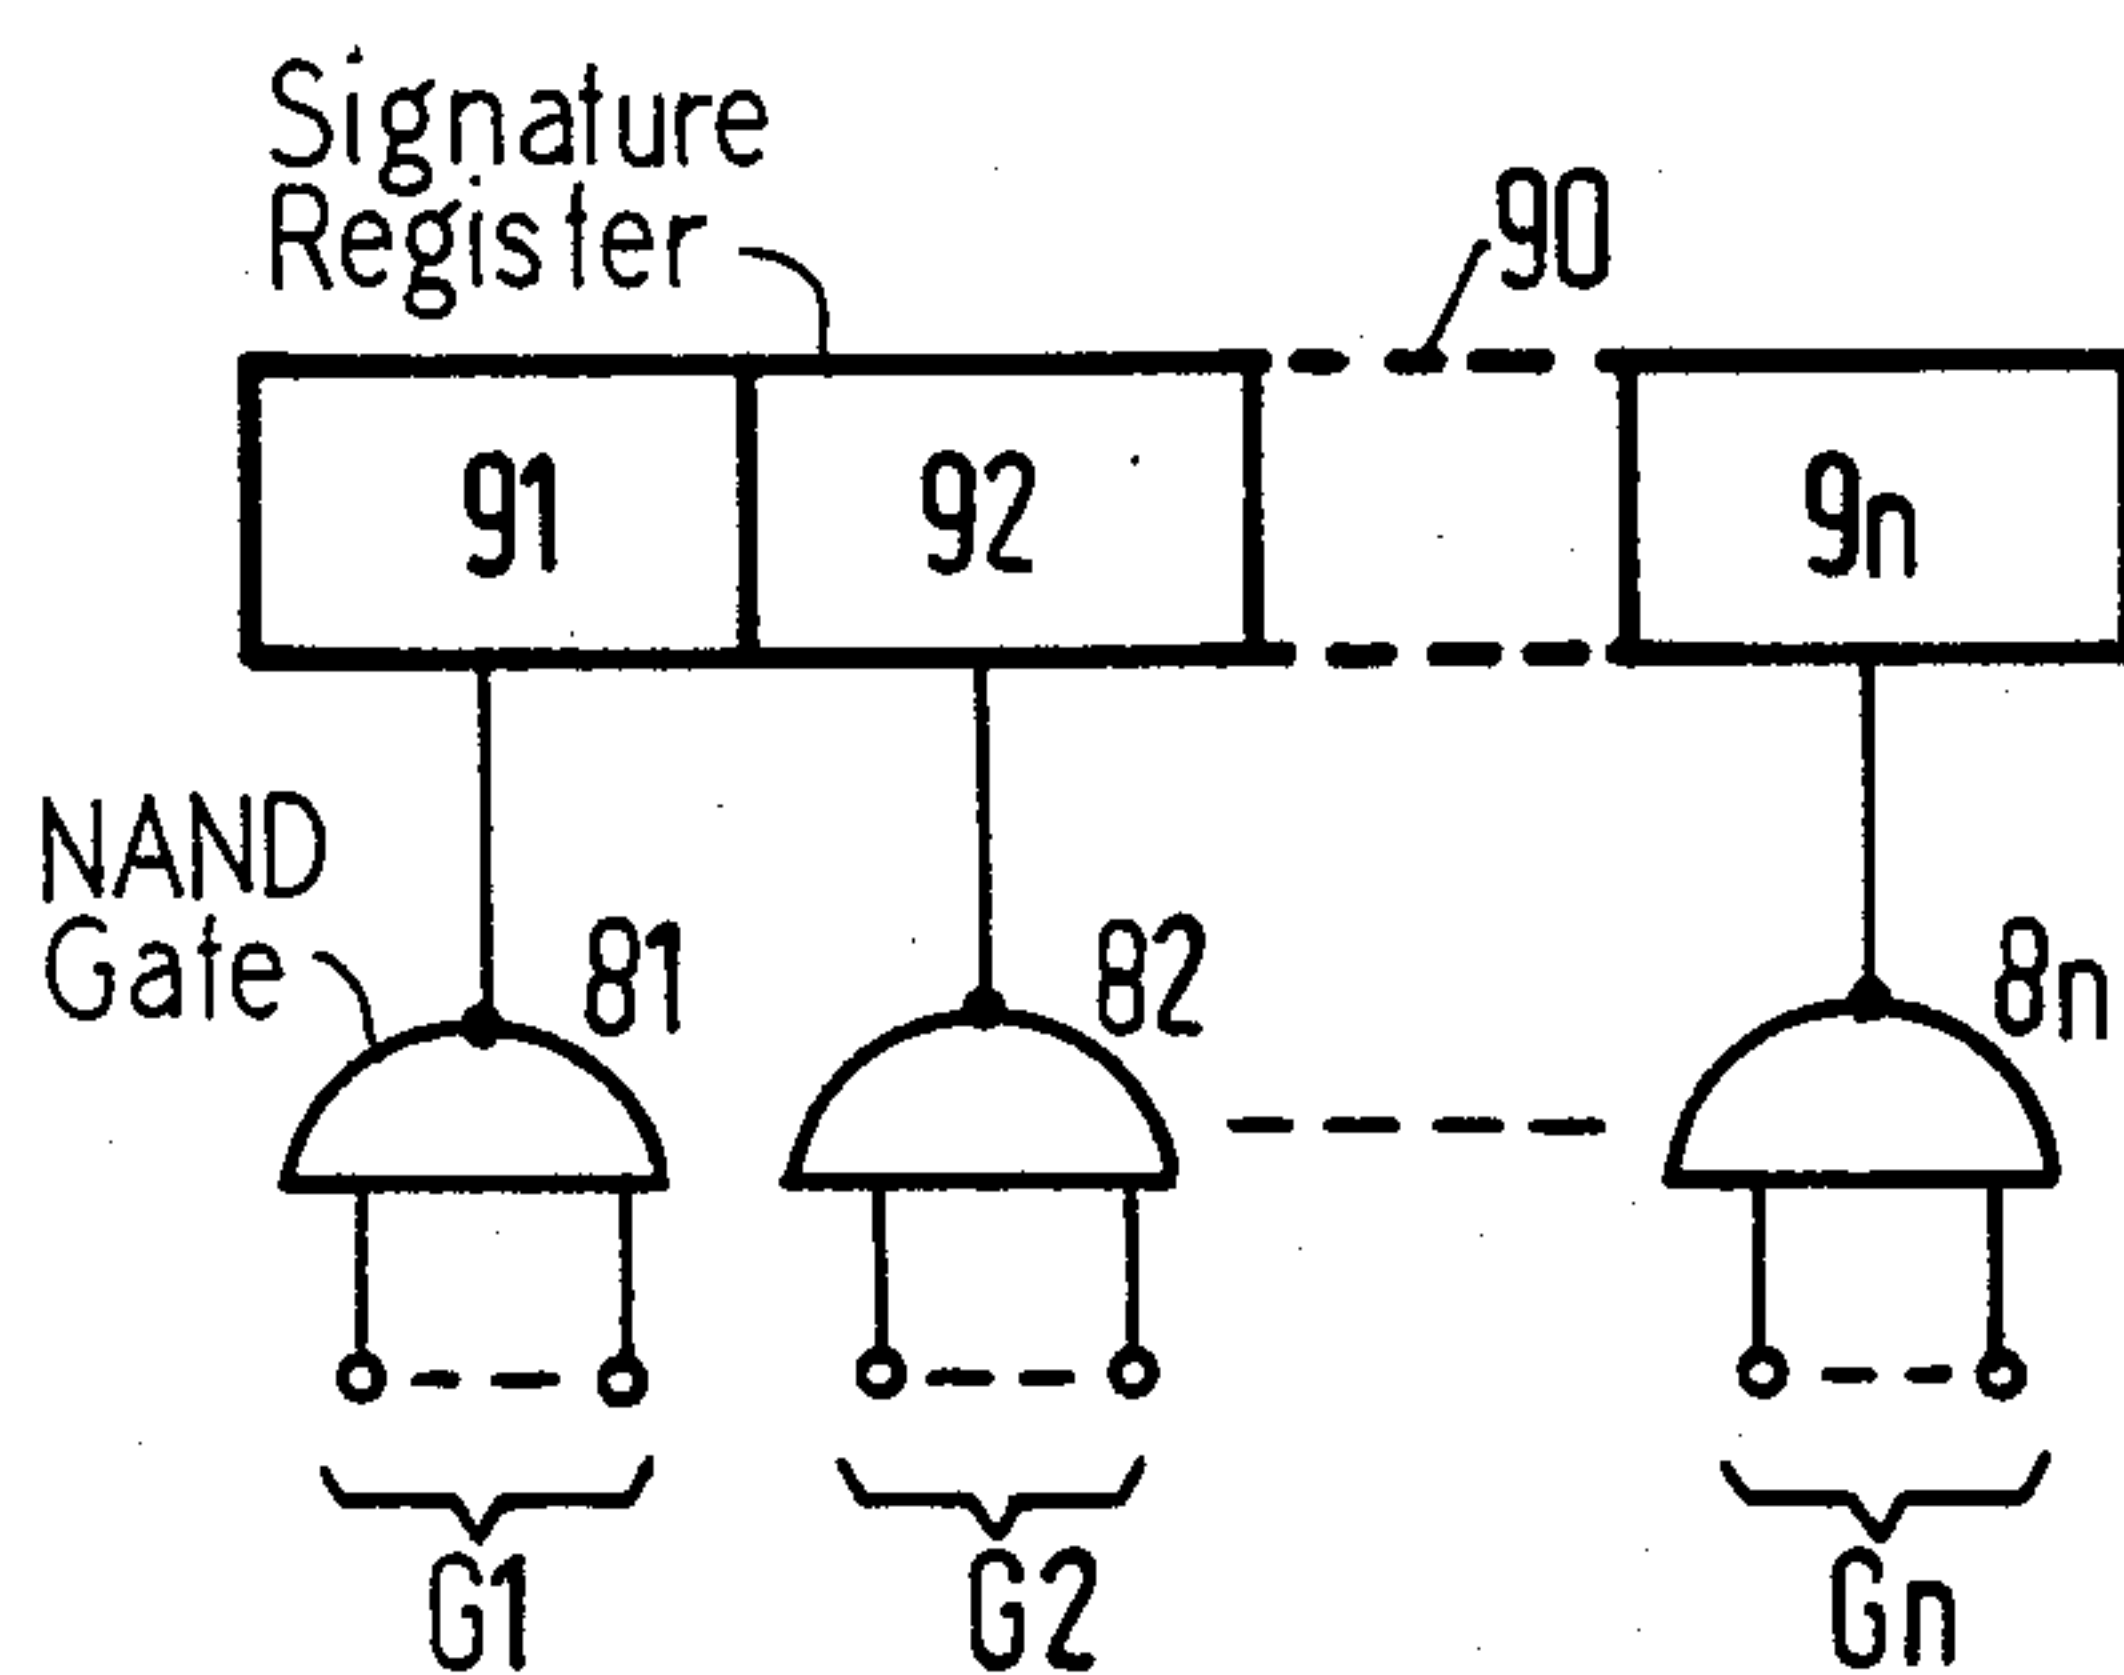 Signature
Register
90
91
92
9n
NAND
Gate
81
82
8n
G1
G2
Gn